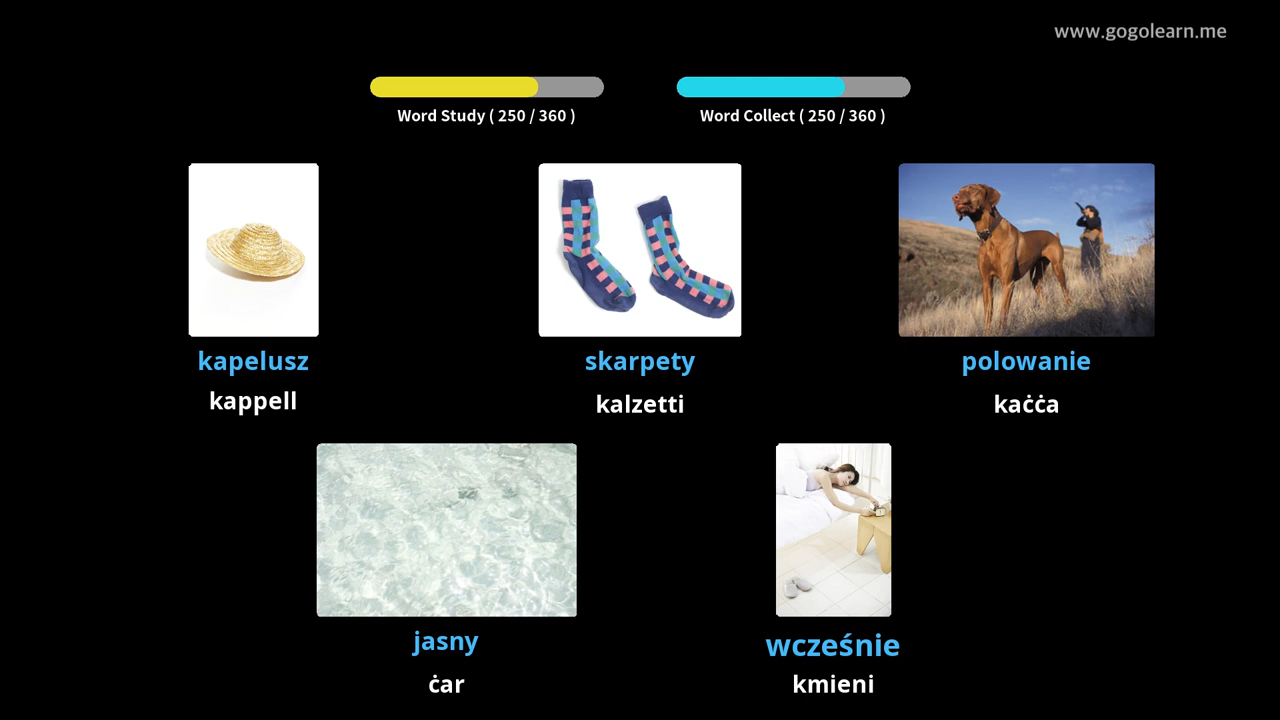 www.gogolearn.me
Word Study ( 250 / 360 )
Word Collect ( 250 / 360 )
kapelusz
kappell
skarpety
kalzetti
polowanie
kaċċa
jasny
ċar
wcześnie
kmieni